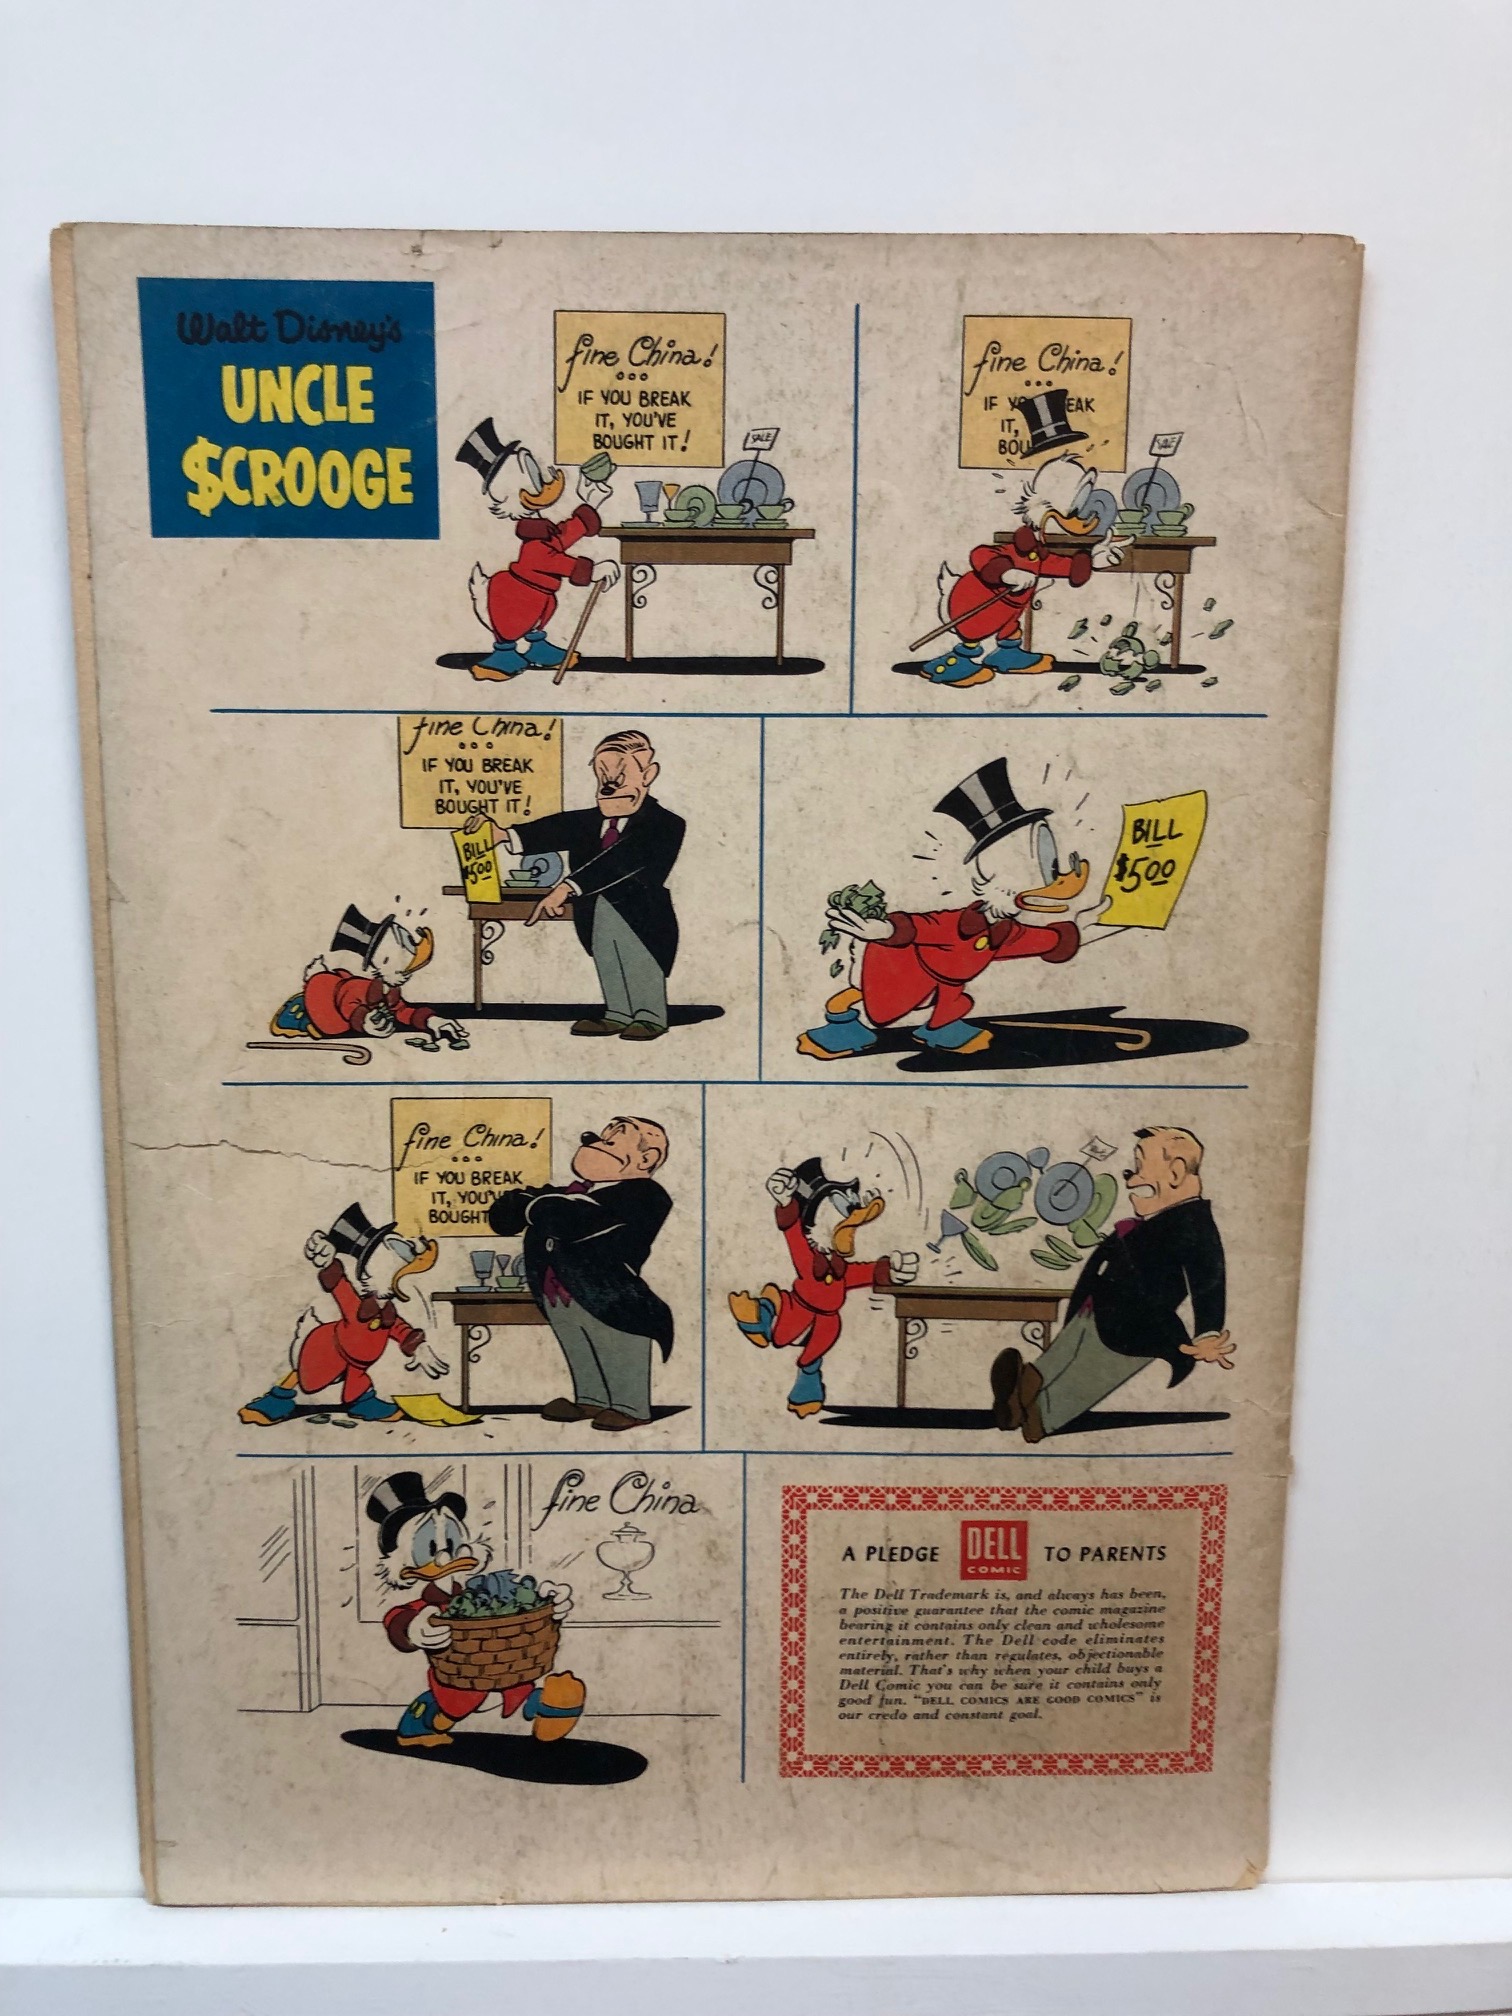 Walt Disney's
UNCLE
$CROOGE
fine China!
IF YOU BREAK
IT, YOU'VE
BOUGHT IT!
SALE
fine China!
IF YO EAK
IT,
BOU
SALE
fine China!
IF YOU BREAK
IT, YOU'VE
BOUGHT IT!
BILL
$500
BILL
$500
fine China!
IF YOU BREAK
IT, YOU'V
BOUGHT
fine China
A PLEDGE DELL TO PARENTS
COMIC
The Dell Trademark is, and always has been,
a positive guarantee that the comic magazine
bearing it contains only clean and wholesome
entertainment. The Dell code eliminates
entirely, rather than regulates, objectionable
material. That's why when your child buys a
Dell Comic you can be sure it contains only
good fun. "DELL COMICS ARE GOOD COMICS" is
our credo and constant goal.